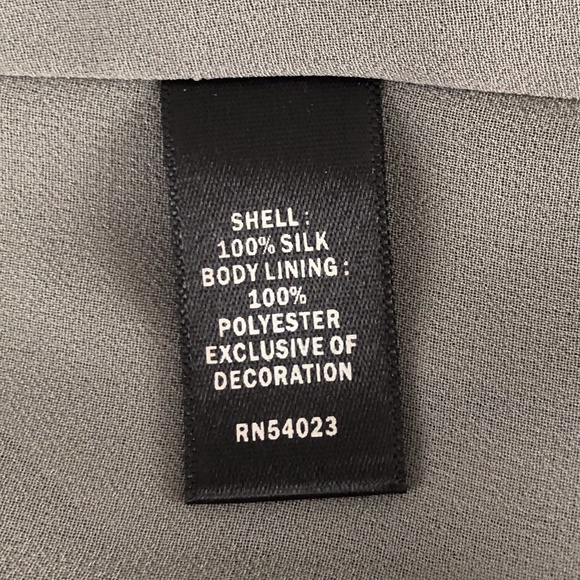 SHELL:
100% SILK
BODY LINING:
100%
POLYESTER
EXCLUSIVE OF
DECORATION
RN54023